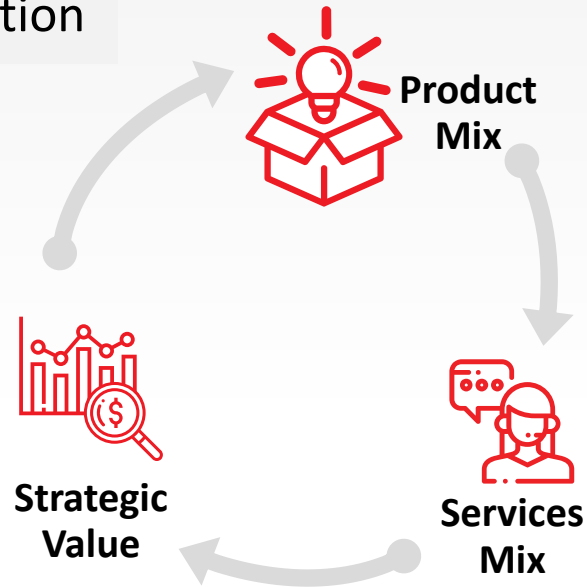 tion
Product
Mix
$
Strategic
Value
Services
Mix